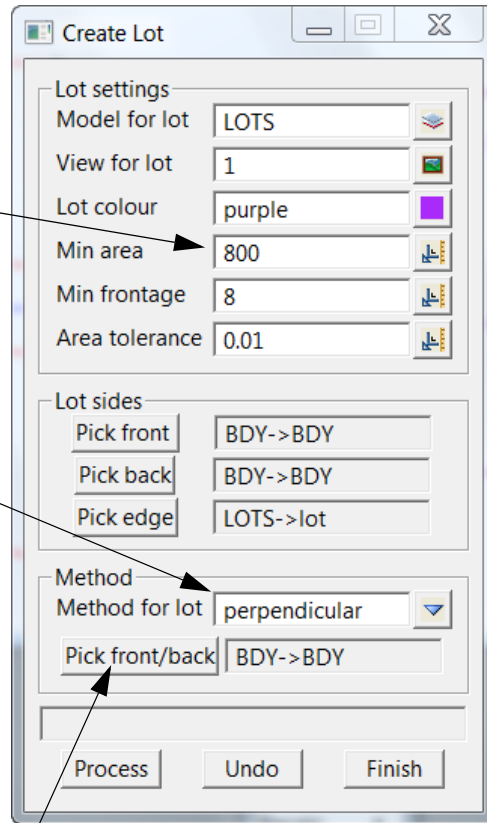 Create Lot
Lot settings
Model for lot LOTS
View for lot 1
Lot colour purple
Min area 800
Min frontage 8
Area tolerance 0.01
Lot sides
Pick front BDY->BDY
Pick back BDY->BDY
Pick edge LOTS->lot
Method
Method for lot perpendicular
Pick front/back BDY->BDY
Process Undo Finish